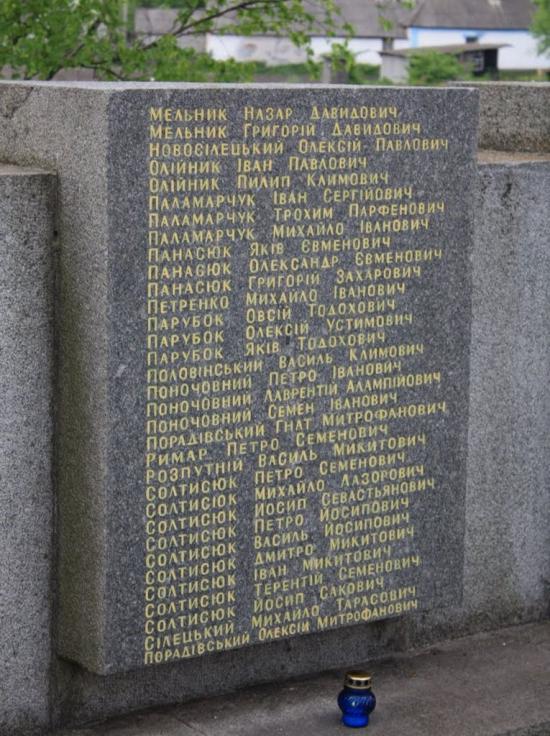 МЕЛЬНИК НАЗАР ДАВИДОВИЧ
МЕЛЬНИК ГРИГОРІЙ ДАВИДОВИЧ
НОВОСІЛЕЦЬКИЙ ОЛЕКСІЙ ПАВЛОВИЧ
ОЛІЙНИК ІВАН ПАВЛОВИЧ
ОЛІЙНИК ПИЛИП КЛИМОВИЧ
ПАЛАМАРЧУК ІВАН СЕРГІЙОВИЧ
ПАЛАМАРЧУК ТРОХИМ ПАРФЕНОВИЧ
ПАЛАМАРЧУК МИХАЙЛО ІВАНОВИЧ
ПАНАСЮК ЯКІВ ЄВМЕНОВИЧ
ПАНАСЮК ОЛЕКСАНДР ЄВМЕНОВИЧ
ПАНАСЮК ГРИГОРІЙ ЗАХАРОВИЧ
ПЕТРЕНКО МИХАЙЛО ІВАНОВИЧ
ПАРУБОК ОВСІЙ ТОДОХОВИЧ
ПАРУБОК ОЛЕКСІЙ УСТИМОВИЧ
ПАРУБОК ЯКІВ ТОДОХОВИЧ
ПОЛОВІНСЬКИЙ ВАСИЛЬ КЛИМОВИЧ
ПОНОЧОВНИЙ ПЕТРО ІВАНОВИЧ
ПОНОЧОВНИЙ ЛАВРЕНТІЙ АЛАМПІЙОВИЧ
ПОНОЧОВНИЙ СЕМЕН ІВАНОВИЧ
ПОРАДІВСЬКИЙ ГНАТ МИТРОФАНОВИЧ
РИМАР ПЕТРО СЕМЕНОВИЧ
РОЗПУТНІЙ ВАСИЛЬ МИКИТОВИЧ
СОЛТИСЮК ПЕТРО СЕМЕНОВИЧ
СОЛТИСЮК МИХАЙЛО ЛАЗОРОВИЧ
СОЛТИСЮК ЙОСИП СЕВАСТЬЯНОВИЧ
СОЛТИСЮК ПЕТРО ЙОСИПОВИЧ
СОЛТИСЮК ВАСИЛЬ ЙОСИПОВИЧ
СОЛТИСЮК ДМИТРО МИКИТОВИЧ
СОЛТИСЮК ІВАН МИКИТОВИЧ
СОЛТИСЮК ТЕРЕНТІЙ СЕМЕНОВИЧ
СОЛТИСЮК ЙОСИП САКОВИЧ
СІЛЕЦЬКИЙ МИХАЙЛО ТАРАСОВИЧ
ПОРАДІВСЬКИЙ ОЛЕКСІЙ МИТРОФАНОВИЧ